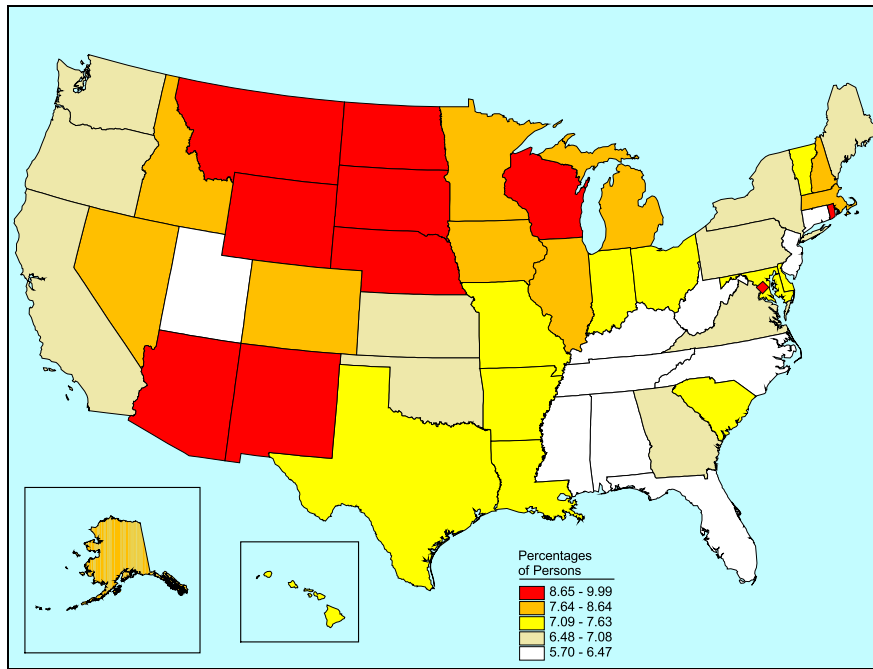 Percentages
of Persons
8.65 - 9.99
7.64 - 8.64
7.09 - 7.63
6.48 - 7.08
5.70 - 6.47